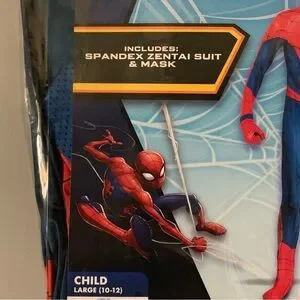 INCLUDES:
SPANDEX ZENTAI SUIT
& MASK
CHILD
LARGE (10-12)